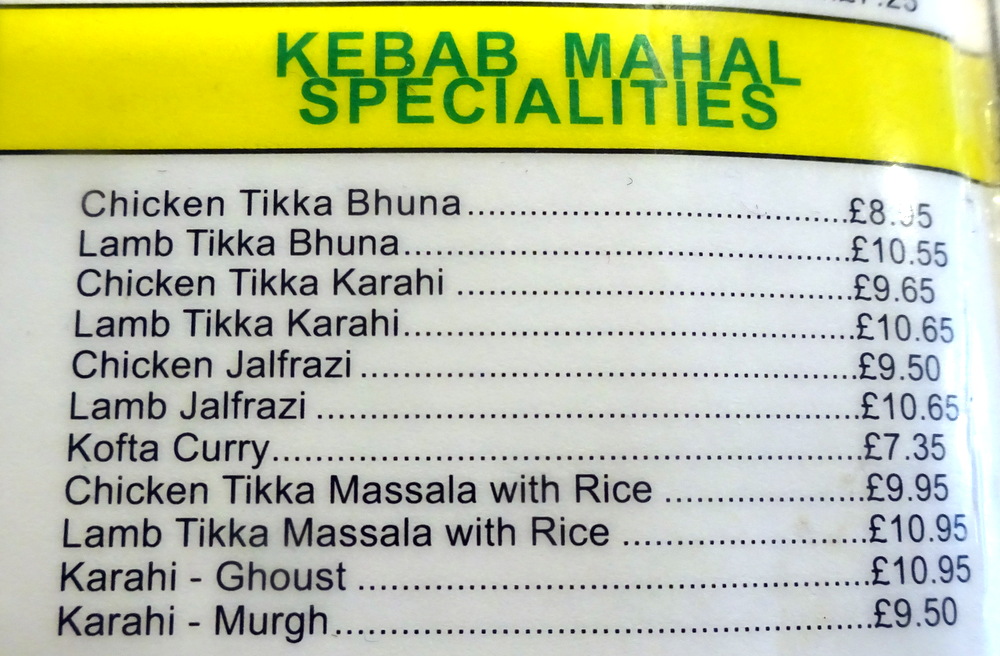 KEBAB MAHAL
SPECIALITIES
Chicken Tikka Bhuna......................................................£8.95
Lamb Tikka Bhuna..............................................................£10.55
Chicken Tikka Karahi ......................................................£9.65
Lamb Tikka Karahi..............................................................£10.65
Chicken Jalfrazi ....................................................................£9.50
Lamb Jalfrazi ..........................................................................£10.65
Kofta Curry................................................................................£7.35
Chicken Tikka Massala with Rice ..........................£9.95
Lamb Tikka Massala with Rice ................................£10.95
Karahi - Ghoust ....................................................................£10.95
Karahi - Murgh........................................................................£9.50